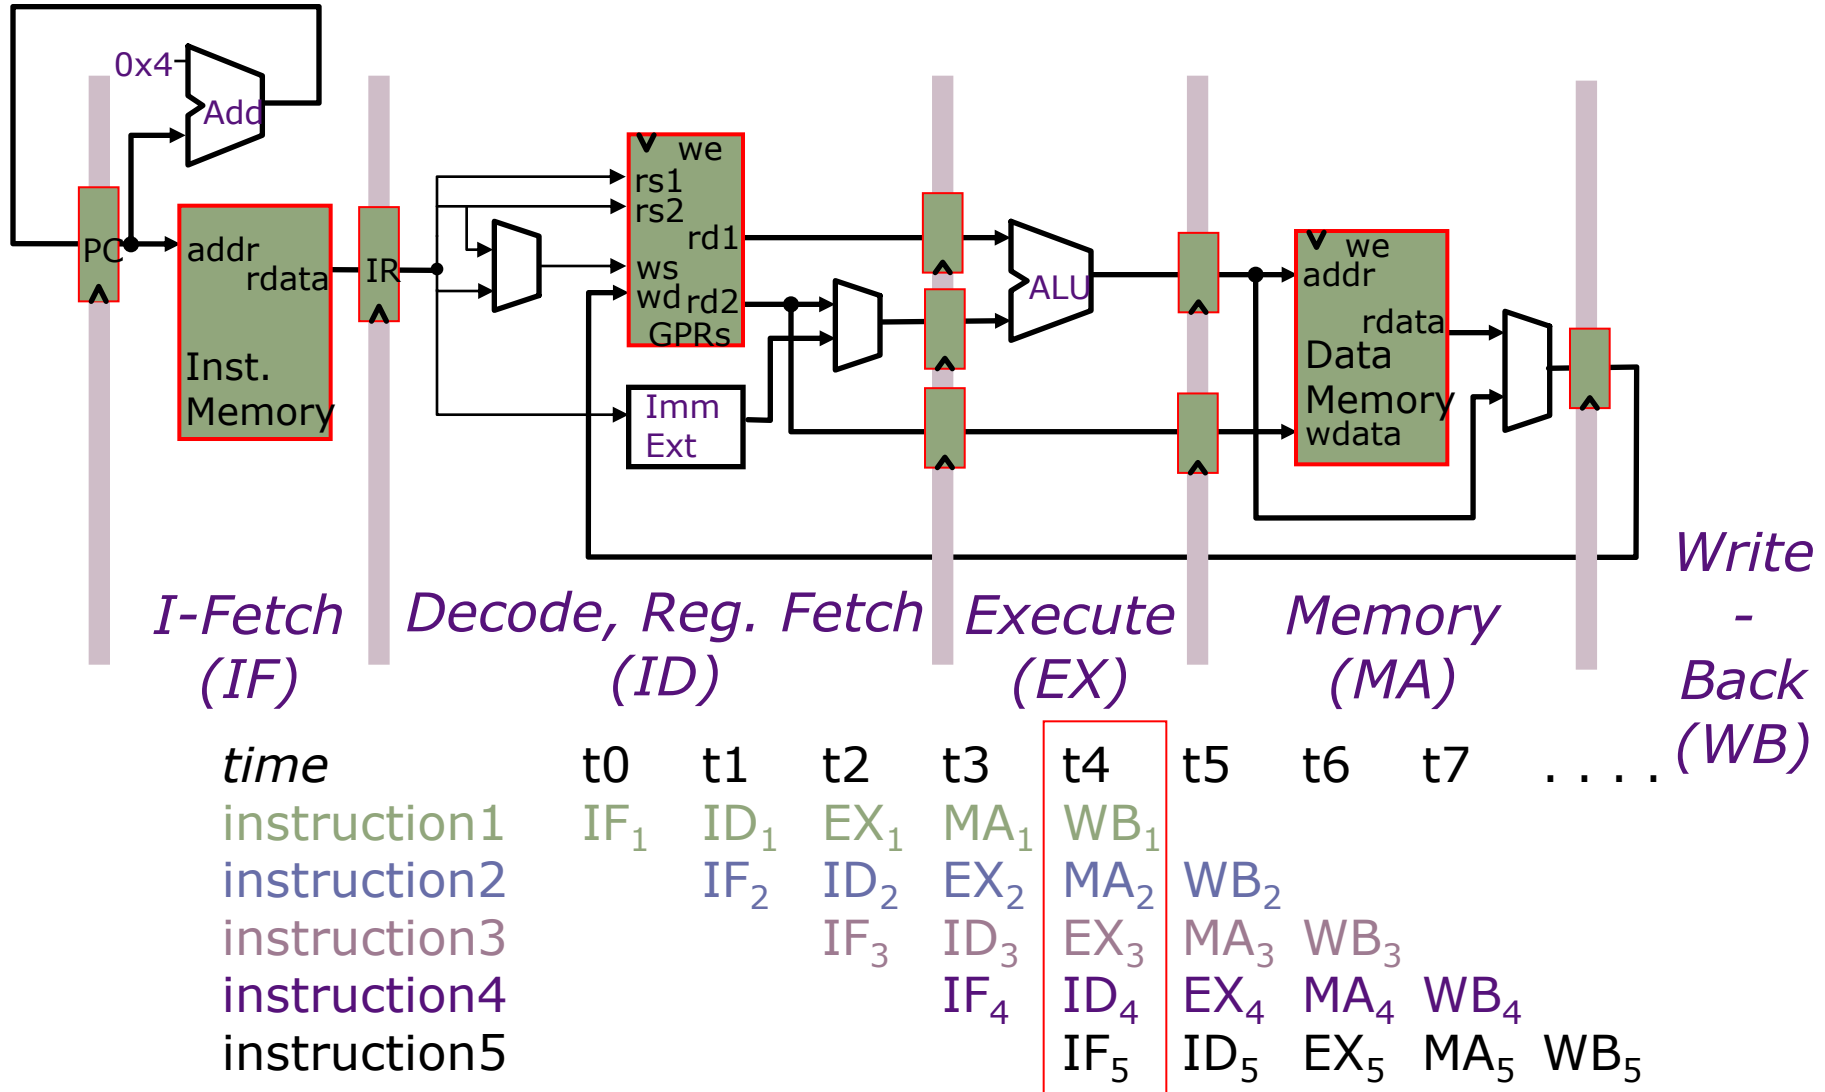 0x4
Add
PC
addr
rdata
Inst.
Memory
IR
we
rs1
rs2
rd1
ws
wd rd2
GPRs
Imm
Ext
ALU
we
addr
rdata
Data
Memory
wdata
I-Fetch
(IF)
Decode, Reg. Fetch
(ID)
Execute
(EX)
Memory
(MA)
Write
-
Back
(WB)
time t0 t1 t2 t3 t4 t5 t6 t7 . . . .
instruction1 IF1 ID1 EX1 MA1 WB1
instruction2 IF2 ID2 EX2 MA2 WB2
instruction3 IF3 ID3 EX3 MA3 WB3
instruction4 IF4 ID4 EX4 MA4 WB4
instruction5 IF5 ID5 EX5 MA5 WB5